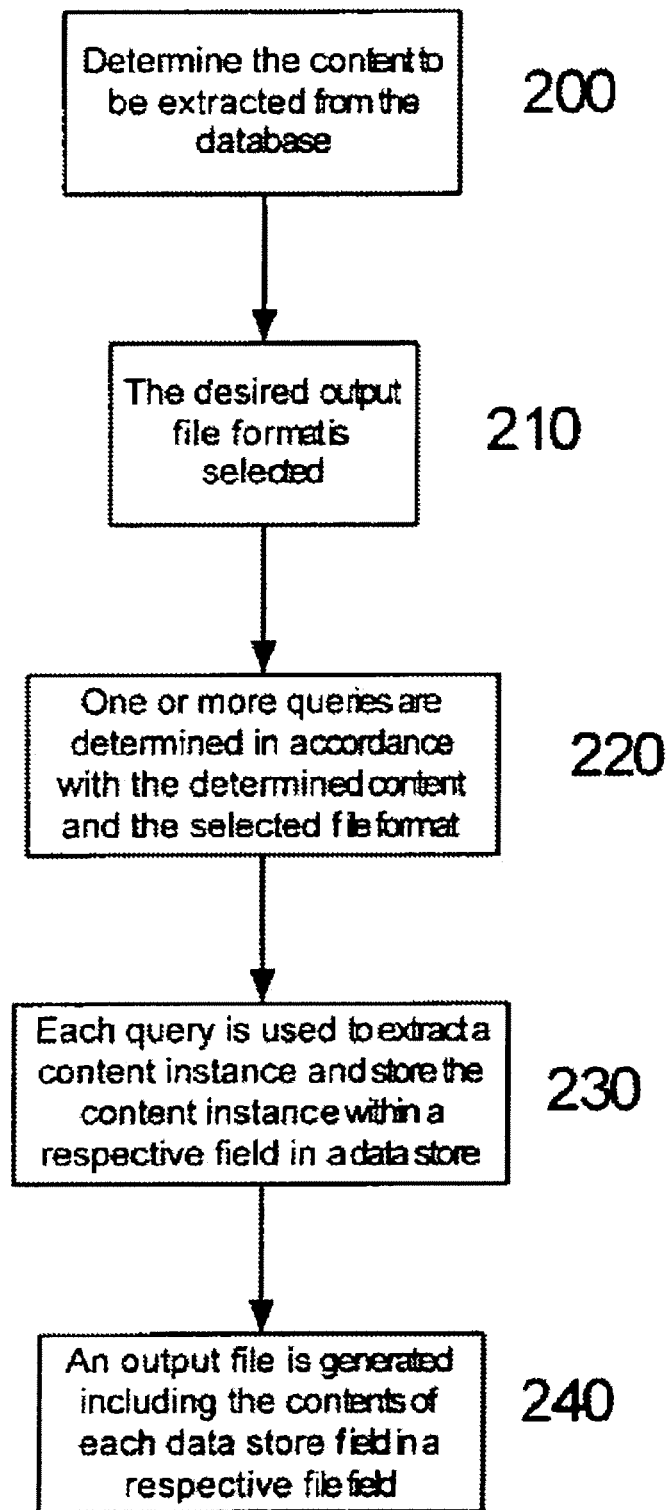 Determine the content to
be extracted from the
database
200
The desired output
file format is
selected
210
One or more queries are
determined in accordance
with the determined content
and the selected file format
220
Each query is used to extract a
content instance and store the
content instance within a
respective field in a data store
230
An output file is generated
including the contents of
each data store field in a
respective file field
240